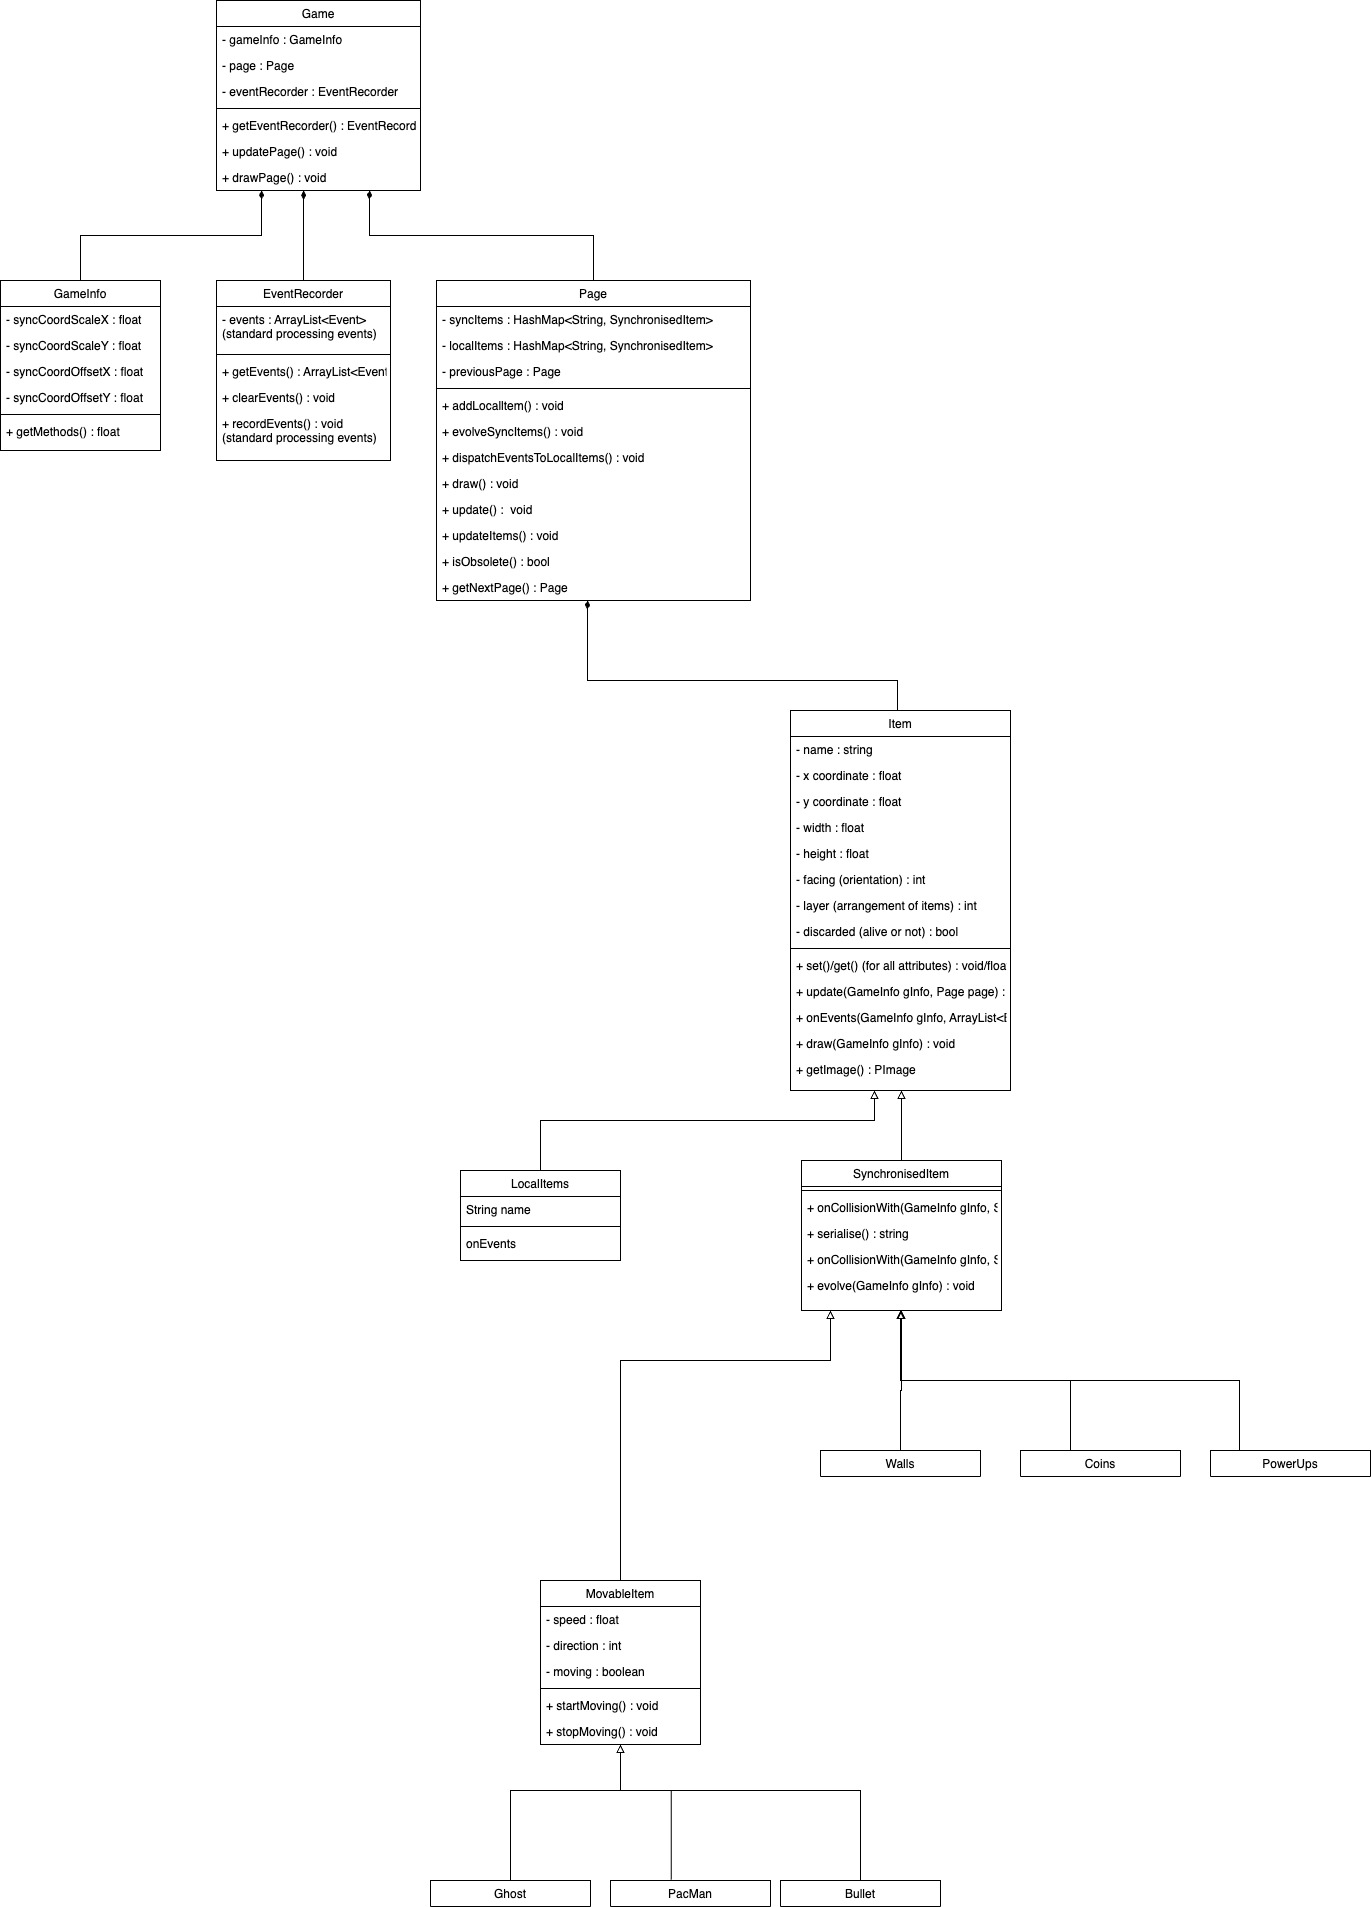 Game
- gameInfo : GameInfo
- page : Page
- eventRecorder : EventRecorder
+ getEventRecorder() : EventRecord
+ updatePage() : void
+ drawPage() : void
GameInfo
- syncCoordScaleX : float
- syncCoordScaleY : float
- syncCoordOffsetX : float
- syncCoordOffsetY : float
+ getMethods() : float
EventRecorder
- events : ArrayList<Event>
(standard processing events)
+ getEvents() : ArrayList<Event
+ clearEvents() : void
+ recordEvents() : void
(standard processing events)
Page
- syncItems : HashMap<String, SynchronisedItem>
- localItems : HashMap<String, SynchronisedItem>
- previousPage : Page
+ addLocalItem() : void
+ evolveSyncItems() : void
+ dispatchEventsToLocalItems() : void
+ draw() : void
+ update() :  void
+ updateItems() : void
+ isObsolete() : bool
+ getNextPage() : Page
Item
- name : string
- x coordinate : float
- y coordinate : float
- width : float
- height : float
- facing (orientation) : int
- layer (arrangement of items) : int
- discarded (alive or not) : bool
+ set()/get() (for all attributes) : void/floa
+ update(GameInfo gInfo, Page page) :
+ onEvents(GameInfo gInfo, ArrayList<E
+ draw(GameInfo gInfo) : void
+ getImage() : PImage
LocalItems
String name
onEvents
SynchronisedItem
+ onCollisionWith(GameInfo gInfo, S
+ serialise() : string
+ onCollisionWith(GameInfo gInfo, S
+ evolve(GameInfo gInfo) : void
Walls
Coins
PowerUps
MovableItem
- speed : float
- direction : int
- moving : boolean
+ startMoving() : void
+ stopMoving() : void
Ghost
PacMan
Bullet